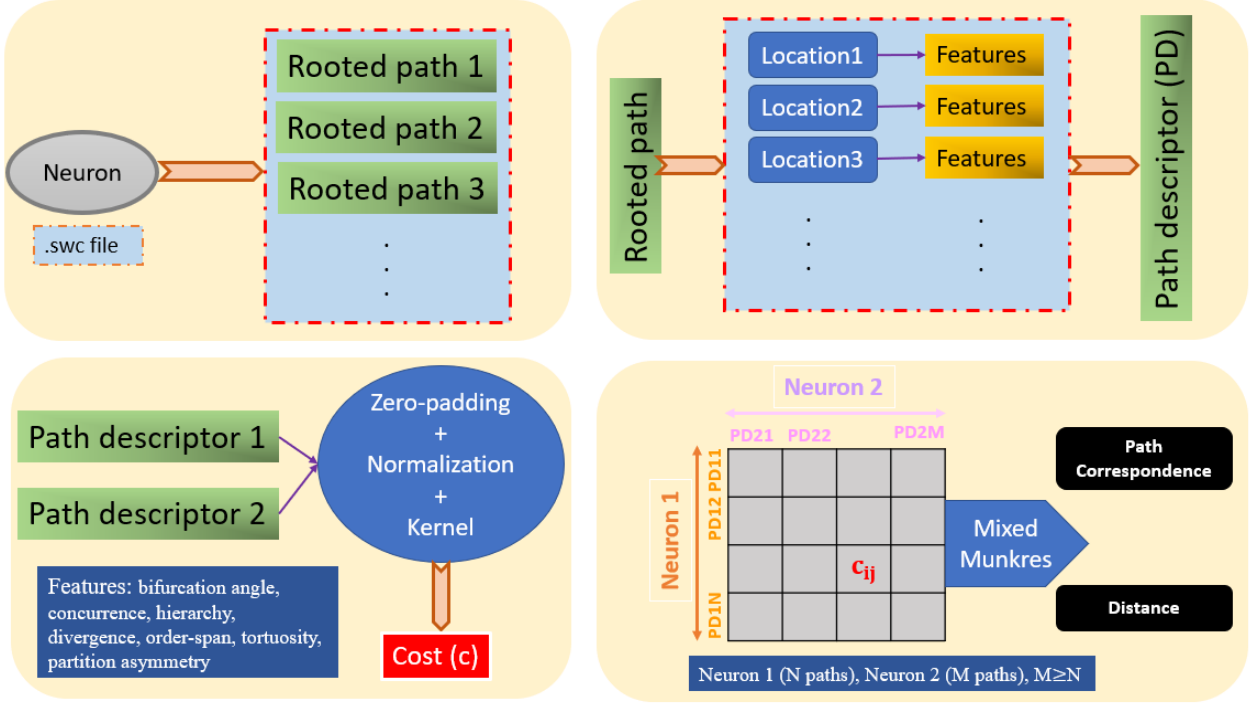 Neuron
.swc file
Rooted path 1
Rooted path 2
Rooted path 3
.
.
.
Rooted path
Location1
Features
Location2
Features
Location3
Features
. .
. .
. .
Path descriptor (PD)
Path descriptor 1
Path descriptor 2
Zero-padding
+
Normalization
+
Kernel
Features: bifurcation angle,
concurrence, hierarchy,
divergence, order-span, tortuosity,
partition asymmetry
Cost (c)
Neuron 2
PD21 PD22 PD2M
Neuron 1
PD11
PD12
PD1N
cij
Mixed
Munkres
Path
Correspondence
Distance
Neuron 1 (N paths), Neuron 2 (M paths), M≥N